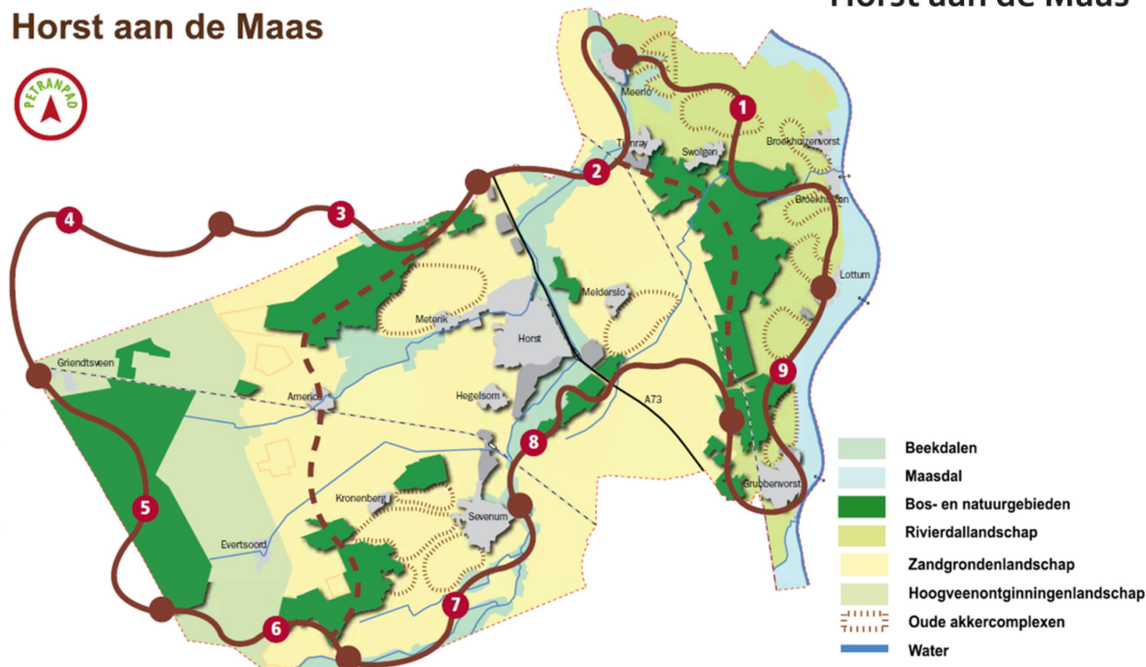 Horst aan de Maas
Horst aan de Maas
PETRANPAD
Meerlo
1
Tienray
Swolgen
Broekhuizenvorst
2
Broekhuizen
4
3
Lottum
Melderslo
Meterik
Horst
Griendtsveen
9
America
Hegelsom
A73
8
Grubbenvorst
Kronenberg
5
Sevenum
Evertsoord
7
6
Beekdalen
Maasdal
Bos- en natuurgebieden
Rivierdallandschap
Zandgrondenlandschap
Hoogveenontginningenlandschap
Oude akkercomplexen
Water